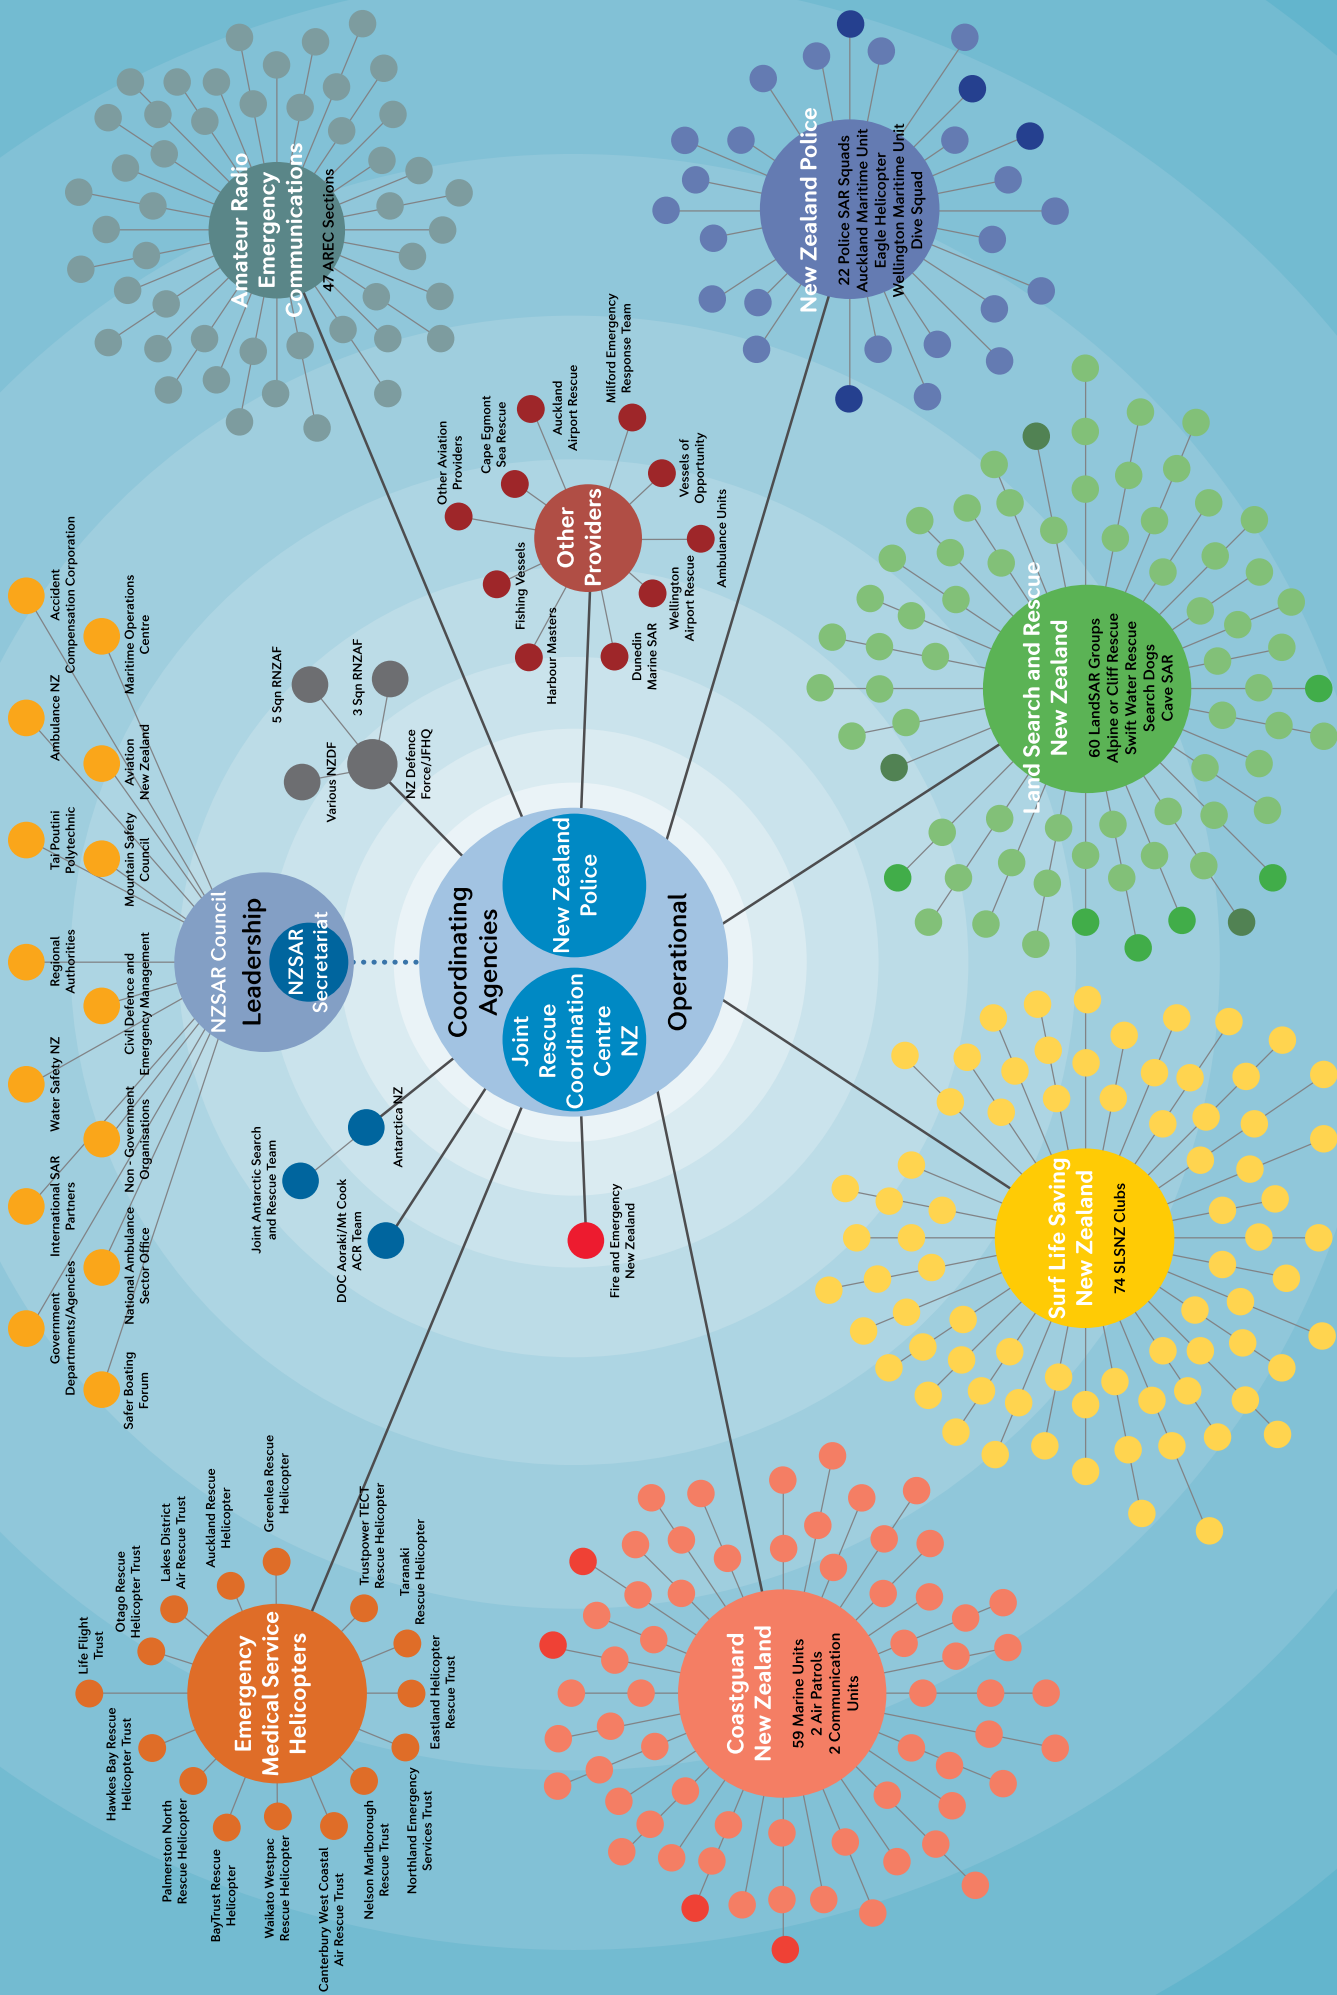 Safer Boating
Forum
Government
Departments/Agencies
National Ambulance
Sector Office
International SAR
Partners
Non - Government
Organisations
Water Safety NZ
Civil Defence and
Emergency Management
Regional
Authorities
Mountain Safety
Council
Tai Poutini
Polytechnic
Aviation
New Zealand
Ambulance NZ
Maritime Operations
Centre
Accident
Compensation Corporation
NZSAR Council
Leadership
NZSAR
Secretariat
Coordinating
Agencies
Joint
Rescue
Coordination
Centre
NZ
New Zealand
Police
Operational
Joint Antarctic Search
and Rescue Team
Antarctica NZ
DOC Aoraki/Mt Cook
ACR Team
Fire and Emergency
New Zealand
5 Sqn RNZAF
3 Sqn RNZAF
Various NZDF
NZ Defence
Force/JFHQ
Emergency
Medical Service
Helicopters
Life Flight
Trust
Otago Rescue
Helicopter Trust
Lakes District
Air Rescue Trust
Auckland Rescue
Helicopter
Greenlea Rescue
Helicopter
Trustpower TECT
Rescue Helicopter
Taranaki
Rescue Helicopter
Eastland Helicopter
Rescue Trust
Northland Emergency
Services Trust
Nelson Marlborough
Rescue Trust
Canterbury West Coastal
Air Rescue Trust
Waikato Westpac
Rescue Helicopter
BayTrust Rescue
Helicopter
Palmerston North
Rescue Helicopter
Hawkes Bay Rescue
Helicopter Trust
Amateur Radio
Emergency
Communications
47 AREC Sections
Other
Providers
Other Aviation
Providers
Cape Egmont
Sea Rescue
Auckland
Airport Rescue
Milford Emergency
Response Team
Vessels of
Opportunity
Ambulance Units
Wellington
Airport Rescue
Dunedin
Marine SAR
Harbour Masters
Fishing Vessels
New Zealand Police
22 Police SAR Squads
Auckland Maritime Unit
Eagle Helicopter
Wellington Maritime Unit
Dive Squad
Coastguard
New Zealand
59 Marine Units
2 Air Patrols
2 Communication
Units
Surf Life Saving
New Zealand
74 SLSNZ Clubs
Land Search and Rescue
New Zealand
60 LandSAR Groups
Alpine or Cliff Rescue
Swift Water Rescue
Search Dogs
Cave SAR